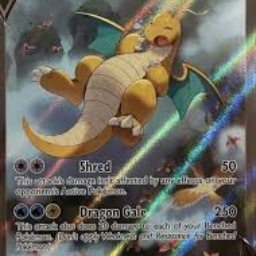 Shred 50
This attack's damage isn't affected by any effects on your
opponent's Active Pokémon.
Dragon Gale 250
This attack also does 20 damage to each of your Benched
Pokémon. (Don't apply Weakness and Resistance for Benched
Pokémon.)